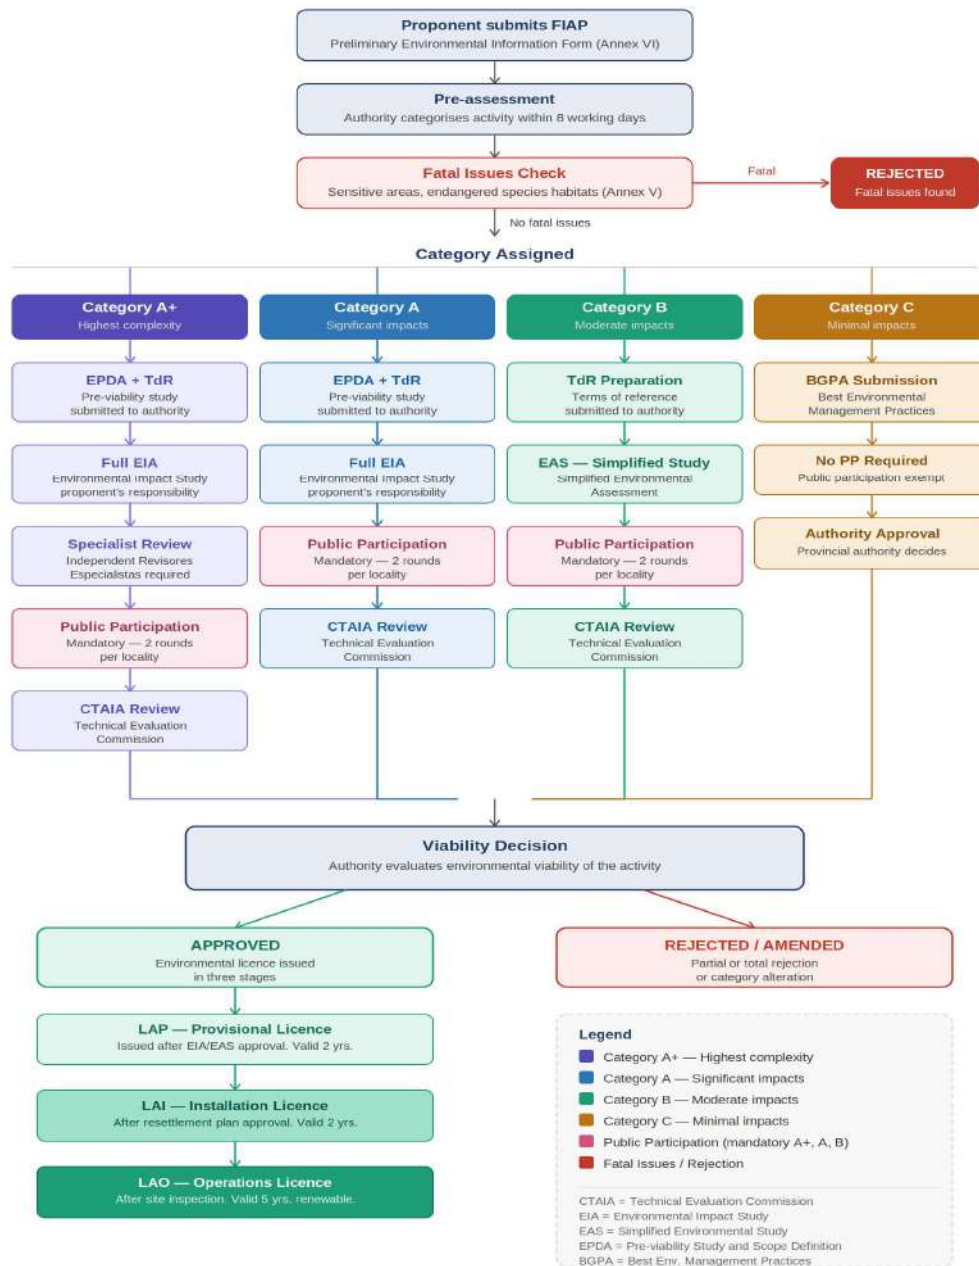 Proponent submits FIAP
Preliminary Environmental Information Form (Annex VI)
Pre-assessment
Authority categorises activity within 8 working days
Fatal Issues Check
Sensitive areas, endangered species habitats (Annex V)
Fatal
REJECTED
Fatal issues found
No fatal issues
Category Assigned
Category A+
Highest complexity
EPDA + TdR
Pre-viability study
submitted to authority
Full EIA
Environmental Impact Study
proponent's responsibility
Specialist Review
Independent Revisores
Especialistas required
Public Participation
Mandatory — 2 rounds
per locality
CTAIA Review
Technical Evaluation
Commission
Category A
Significant impacts
EPDA + TdR
Pre-viability study
submitted to authority
Full EIA
Environmental Impact Study
proponent's responsibility
Public Participation
Mandatory — 2 rounds
per locality
CTAIA Review
Technical Evaluation
Commission
Category B
Moderate impacts
TdR Preparation
Terms of reference
submitted to authority
EAS — Simplified Study
Simplified Environmental
Assessment
Public Participation
Mandatory — 2 rounds
per locality
CTAIA Review
Technical Evaluation
Commission
Category C
Minimal impacts
BGPA Submission
Best Environmental
Management Practices
No PP Required
Public participation exempt
Authority Approval
Provincial authority decides
Viability Decision
Authority evaluates environmental viability of the activity
APPROVED
Environmental licence issued
in three stages
LAP — Provisional Licence
Issued after EIA/EAS approval. Valid 2 yrs.
LAI — Installation Licence
After resettlement plan approval. Valid 2 yrs.
LAO — Operations Licence
After site inspection. Valid 5 yrs, renewable.
REJECTED / AMENDED
Partial or total rejection
or category alteration
Legend
Category A+ — Highest complexity
Category A — Significant impacts
Category B — Moderate impacts
Category C — Minimal impacts
Public Participation (mandatory A+, A, B)
Fatal Issues / Rejection
CTAIA = Technical Evaluation Commission
EIA = Environmental Impact Study
EAS = Simplified Environmental Study
EPDA = Pre-viability Study and Scope Definition
BGPA = Best Env. Management Practices